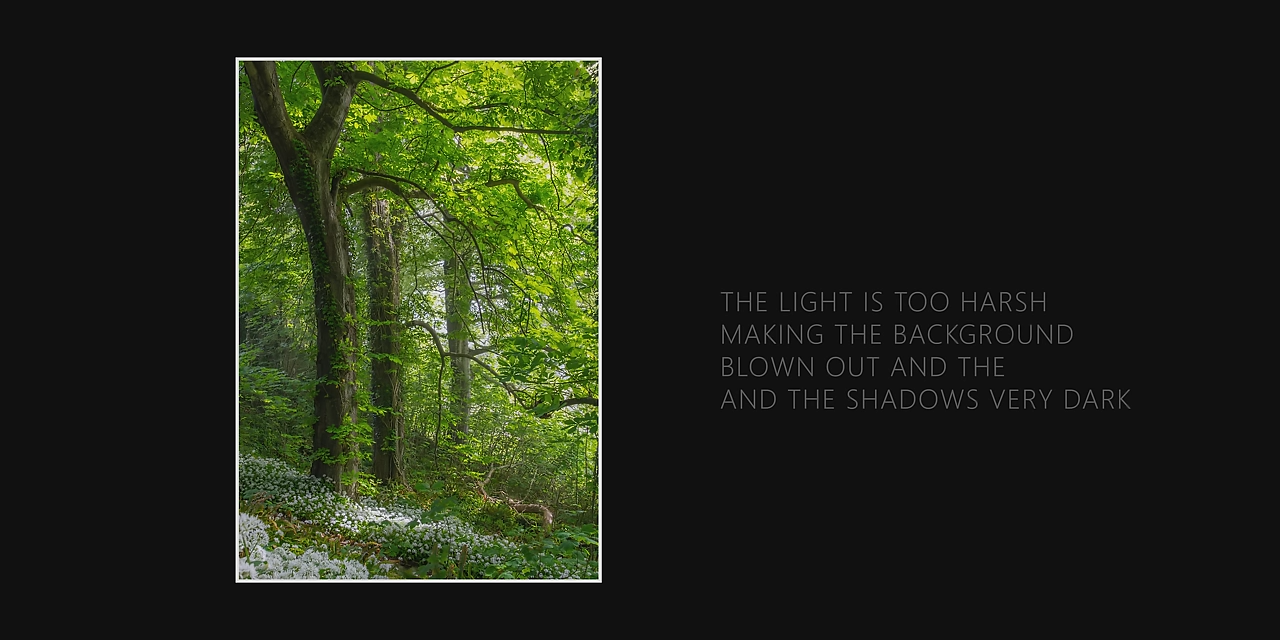 THE LIGHT IS TOO HARSH
MAKING THE BACKGROUND
BLOWN OUT AND THE
AND THE SHADOWS VERY DARK